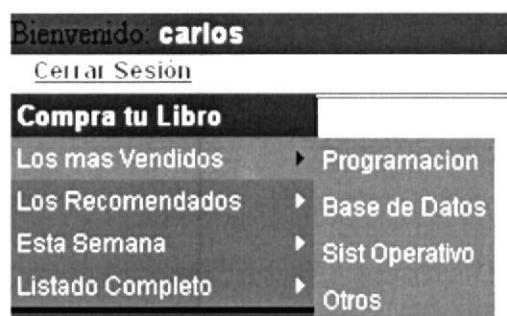 Bienvenido: carlos
Cerrar Sesión
Compra tu Libro
Los mas Vendidos
Programacion
Los Recomendados
Base de Datos
Esta Semana
Sist Operativo
Listado Completo
Otros